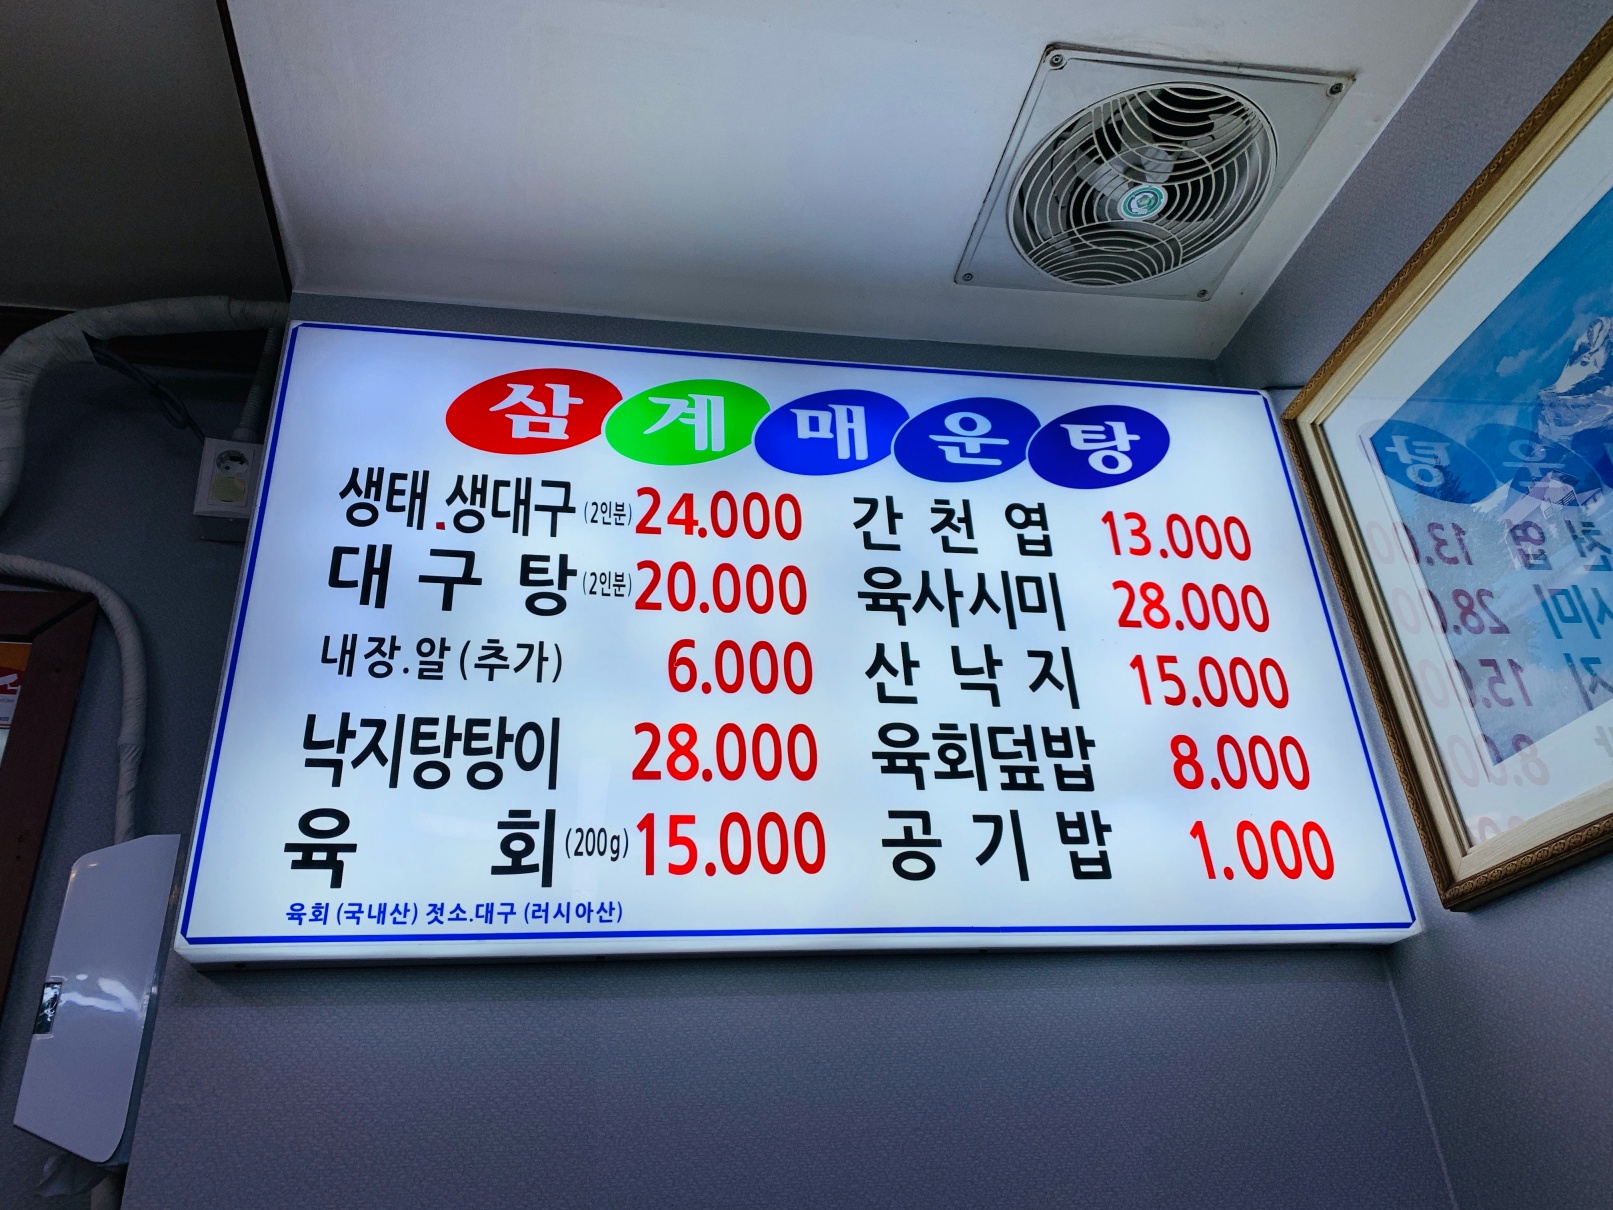 삼계매운탕
생태.생대구 (2인분) 24.000
대구탕 (2인분) 20.000
내장.알 (추가) 6.000
낙지탕탕이 28.000
육회 (200g) 15.000
간천엽 13.000
육사시미 28.000
산낙지 15.000
육회덮밥 8.000
공기밥 1.000
육회 (국내산) 젓소.대구 (러시아산)